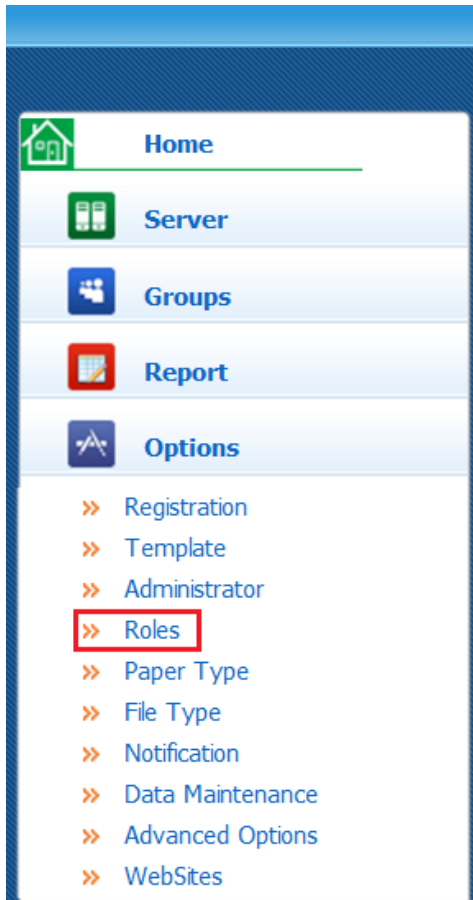 Home
Server
Groups
Report
Options
Registration
Template
Administrator
Roles
Paper Type
File Type
Notification
Data Maintenance
Advanced Options
WebSites